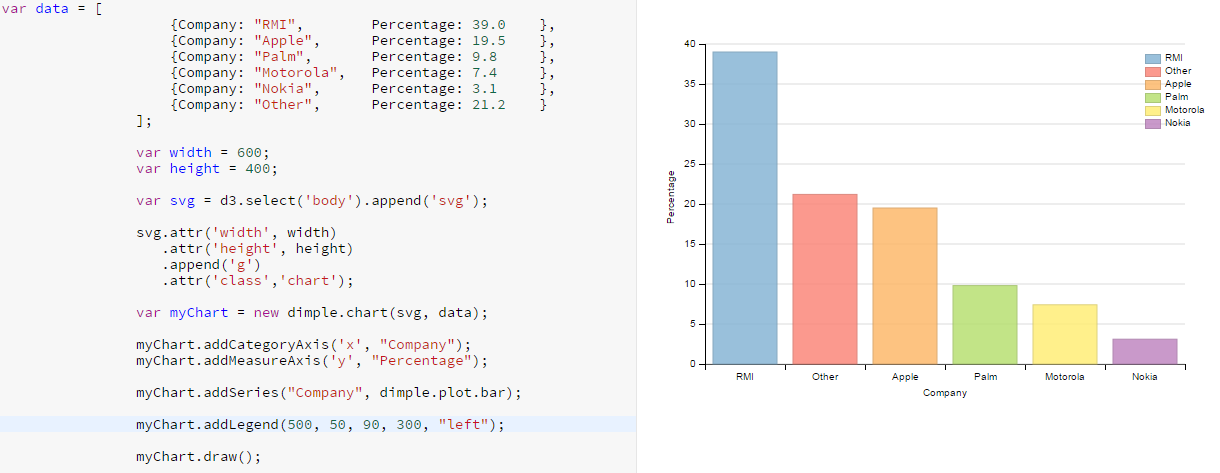 var data = [
{Company: "RMI", Percentage: 39.0 },
{Company: "Apple", Percentage: 19.5 },
{Company: "Palm", Percentage: 9.8 },
{Company: "Motorola", Percentage: 7.4 },
{Company: "Nokia", Percentage: 3.1 },
{Company: "Other", Percentage: 21.2 }
];
var width = 600;
var height = 400;
var svg = d3.select('body').append('svg');
svg.attr('width', width)
.attr('height', height)
.append('g')
.attr('class','chart');
var myChart = new dimple.chart(svg, data);
myChart.addCategoryAxis('x', "Company");
myChart.addMeasureAxis('y', "Percentage");
myChart.addSeries("Company", dimple.plot.bar);
myChart.addLegend(500, 50, 90, 300, "left");
myChart.draw();
Percentage
40
35
30
25
20
15
10
5
0
RMI
Other
Apple
Palm
Motorola
Nokia
RMI Other Apple Palm Motorola Nokia
Company